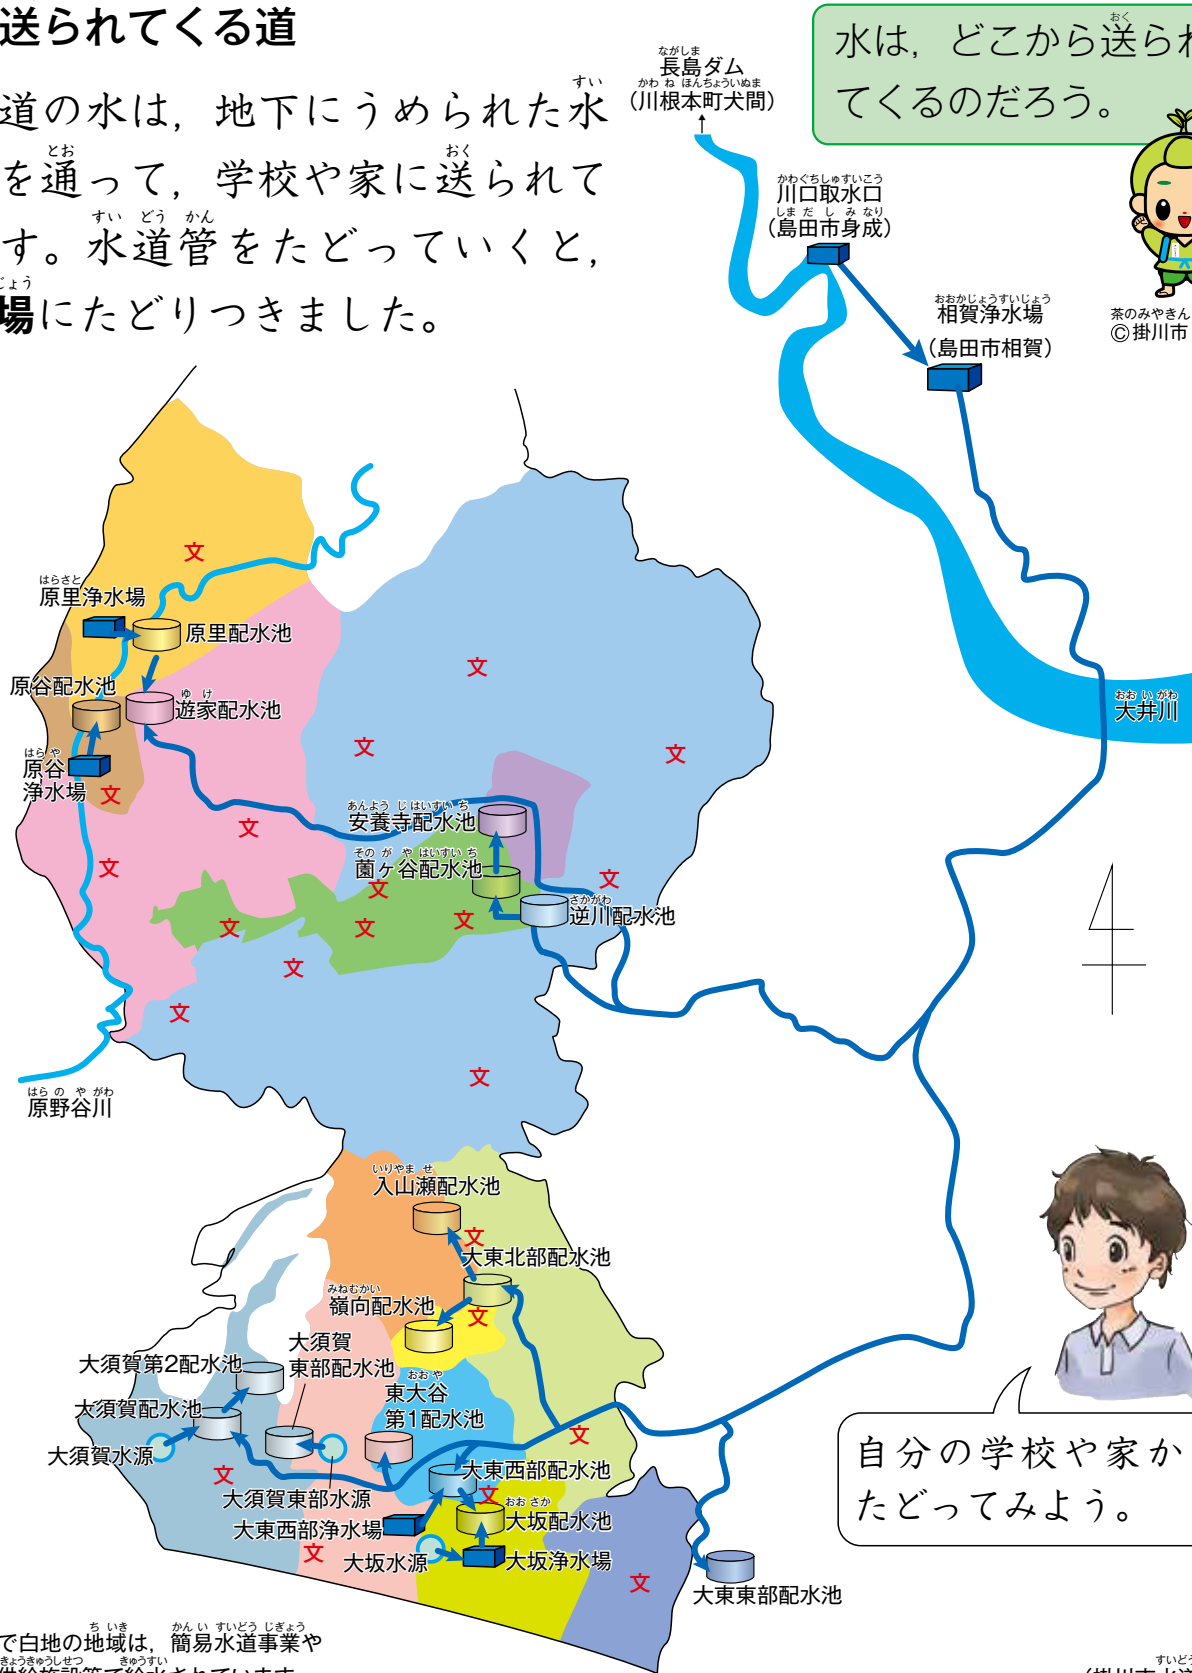 送られてくる道
道の水は，地下にうめられた水
を通って，学校や家に送られて
す。水道管をたどっていくと，
場にたどりつきました。
水は，どこから送られ
てくるのだろう。
長島ダム
（川根本町犬間）
川口取水口
（島田市身成）
相賀浄水場
（島田市相賀）
茶のみやきん
©掛川市
原里浄水場
原里配水池
原谷配水池
遊家配水池
原谷
浄水場
大井川
安養寺配水池
薗ヶ谷配水池
逆川配水池
原野谷川
入山瀬配水池
大東北部配水池
嶺向配水池
大須賀
東部配水池
大須賀第2配水池
東大谷
第1配水池
大須賀配水池
大須賀水源
大東西部配水池
大須賀東部水源
大坂配水池
大東西部浄水場
大坂水源
大坂浄水場
大東東部配水池
自分の学校や家か
たどってみよう。
で白地の地域は，簡易水道事業や